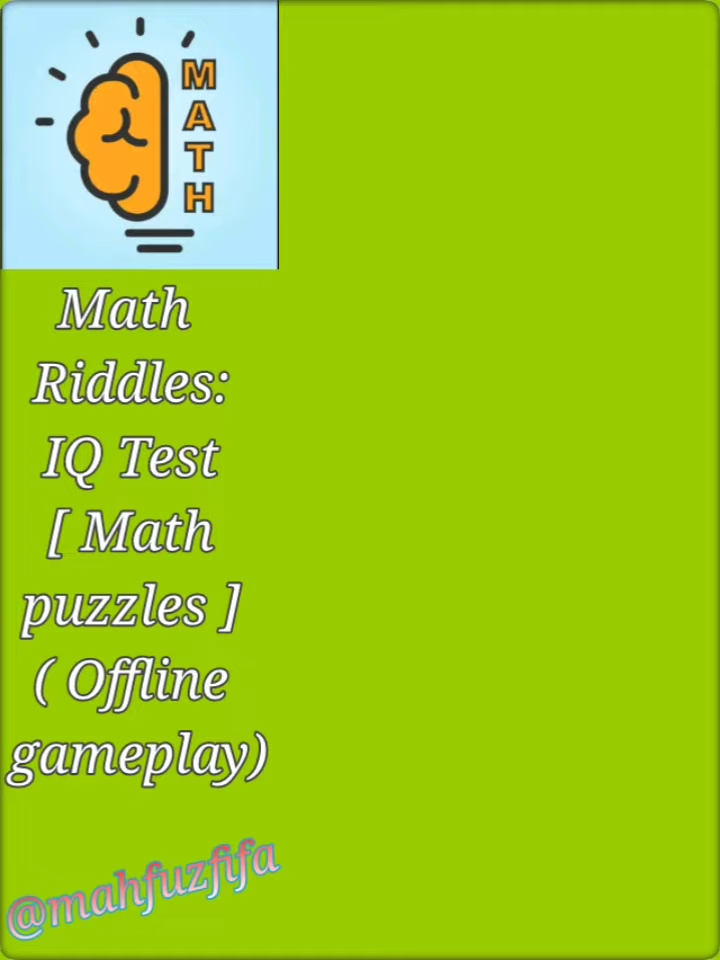 MATH
Math
Riddles:
IQ Test
[ Math
puzzles ]
( Offline
gameplay)
@mahfuzfifa